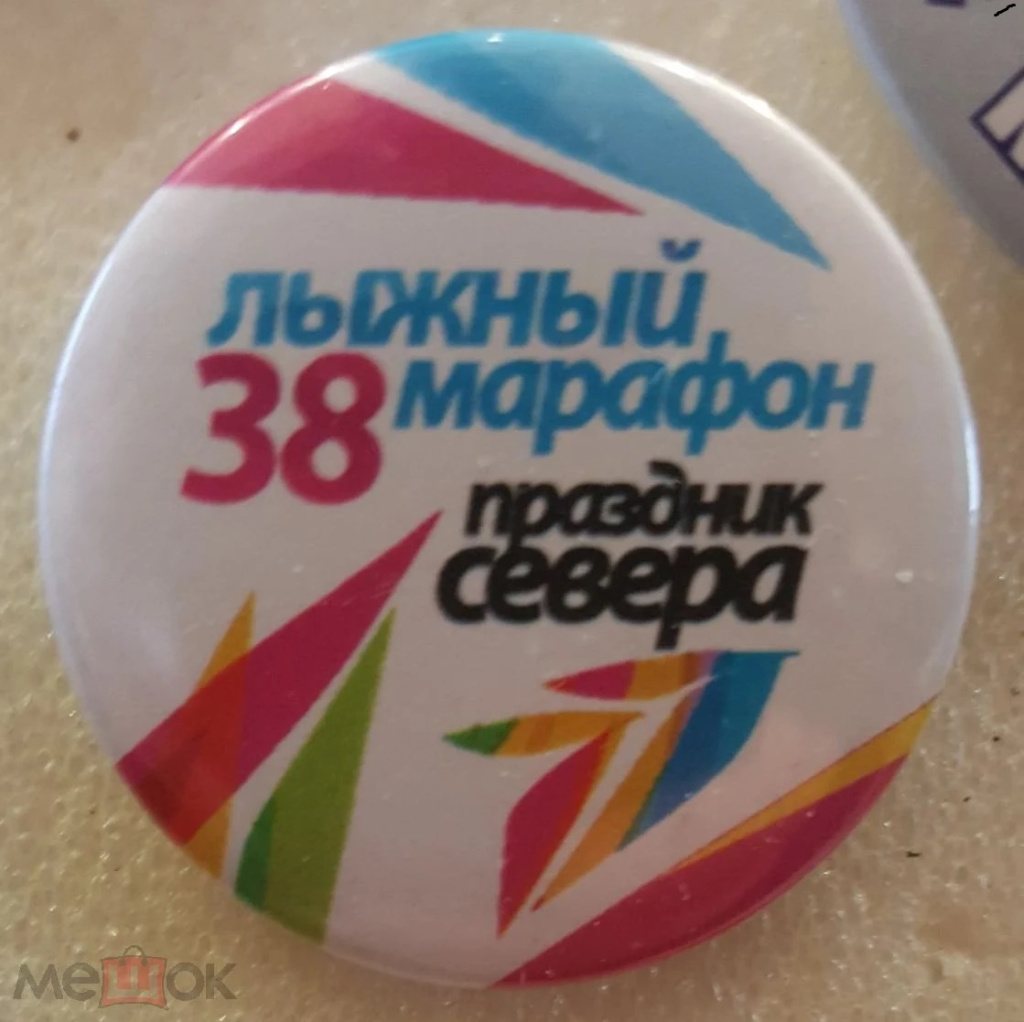 лыжный
38 марафон
праздник
севера
мешок